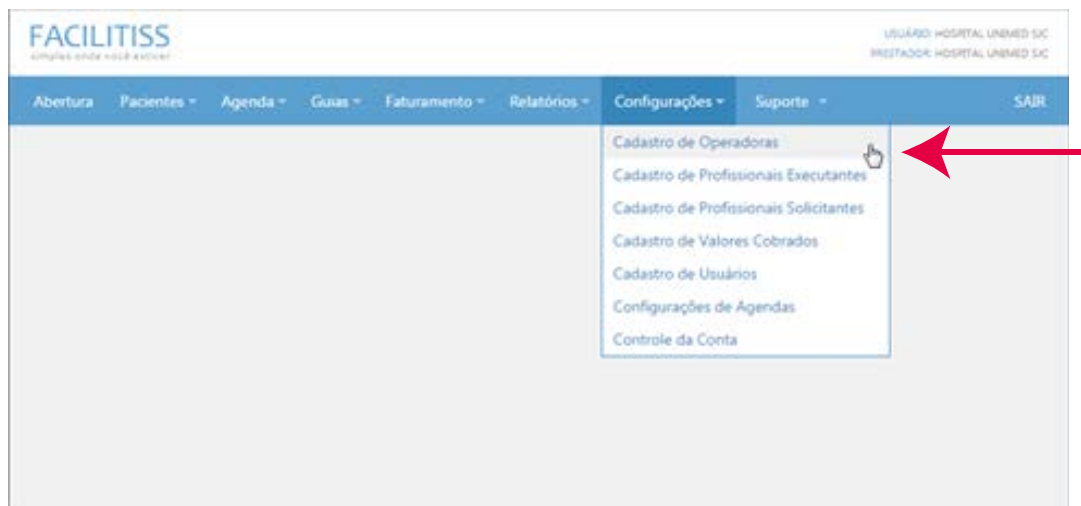 FACILITISS
simples onde você estiver
USUÁRIO: HOSPITAL UNIMED SJC
PRESTADOR: HOSPITAL UNIMED SJC
Abertura Pacientes Agenda Guias Faturamento Relatórios Configurações Suporte SAIR
Cadastro de Operadoras
Cadastro de Profissionais Executantes
Cadastro de Profissionais Solicitantes
Cadastro de Valores Cobrados
Cadastro de Usuários
Configurações de Agendas
Controle da Conta